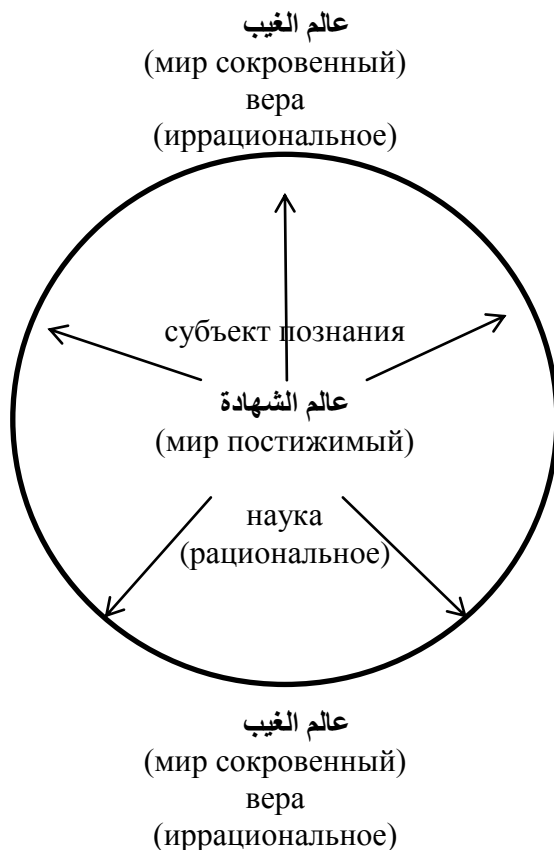 عالم الغيب
(мир сокровенный)
вера
(иррациональное)
субъект познания
عالم الشهادة
(мир постижимый)
наука
(рациональное)
عالم الغيب
(мир сокровенный)
вера
(иррациональное)